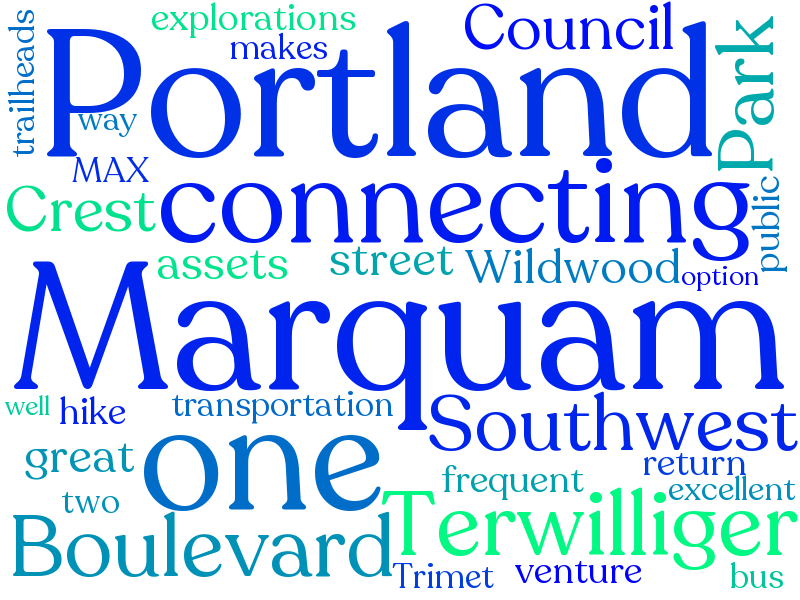 explorations
Council
trailheads
Portland
Park
makes
way
MAX
Crest
connecting
public
assets
street
Wildwood
option
Marquam
well
hike
transportation
Southwest
one
great
return
frequent
excellent
two
Terwilliger
Boulevard
Trimet
venture
bus